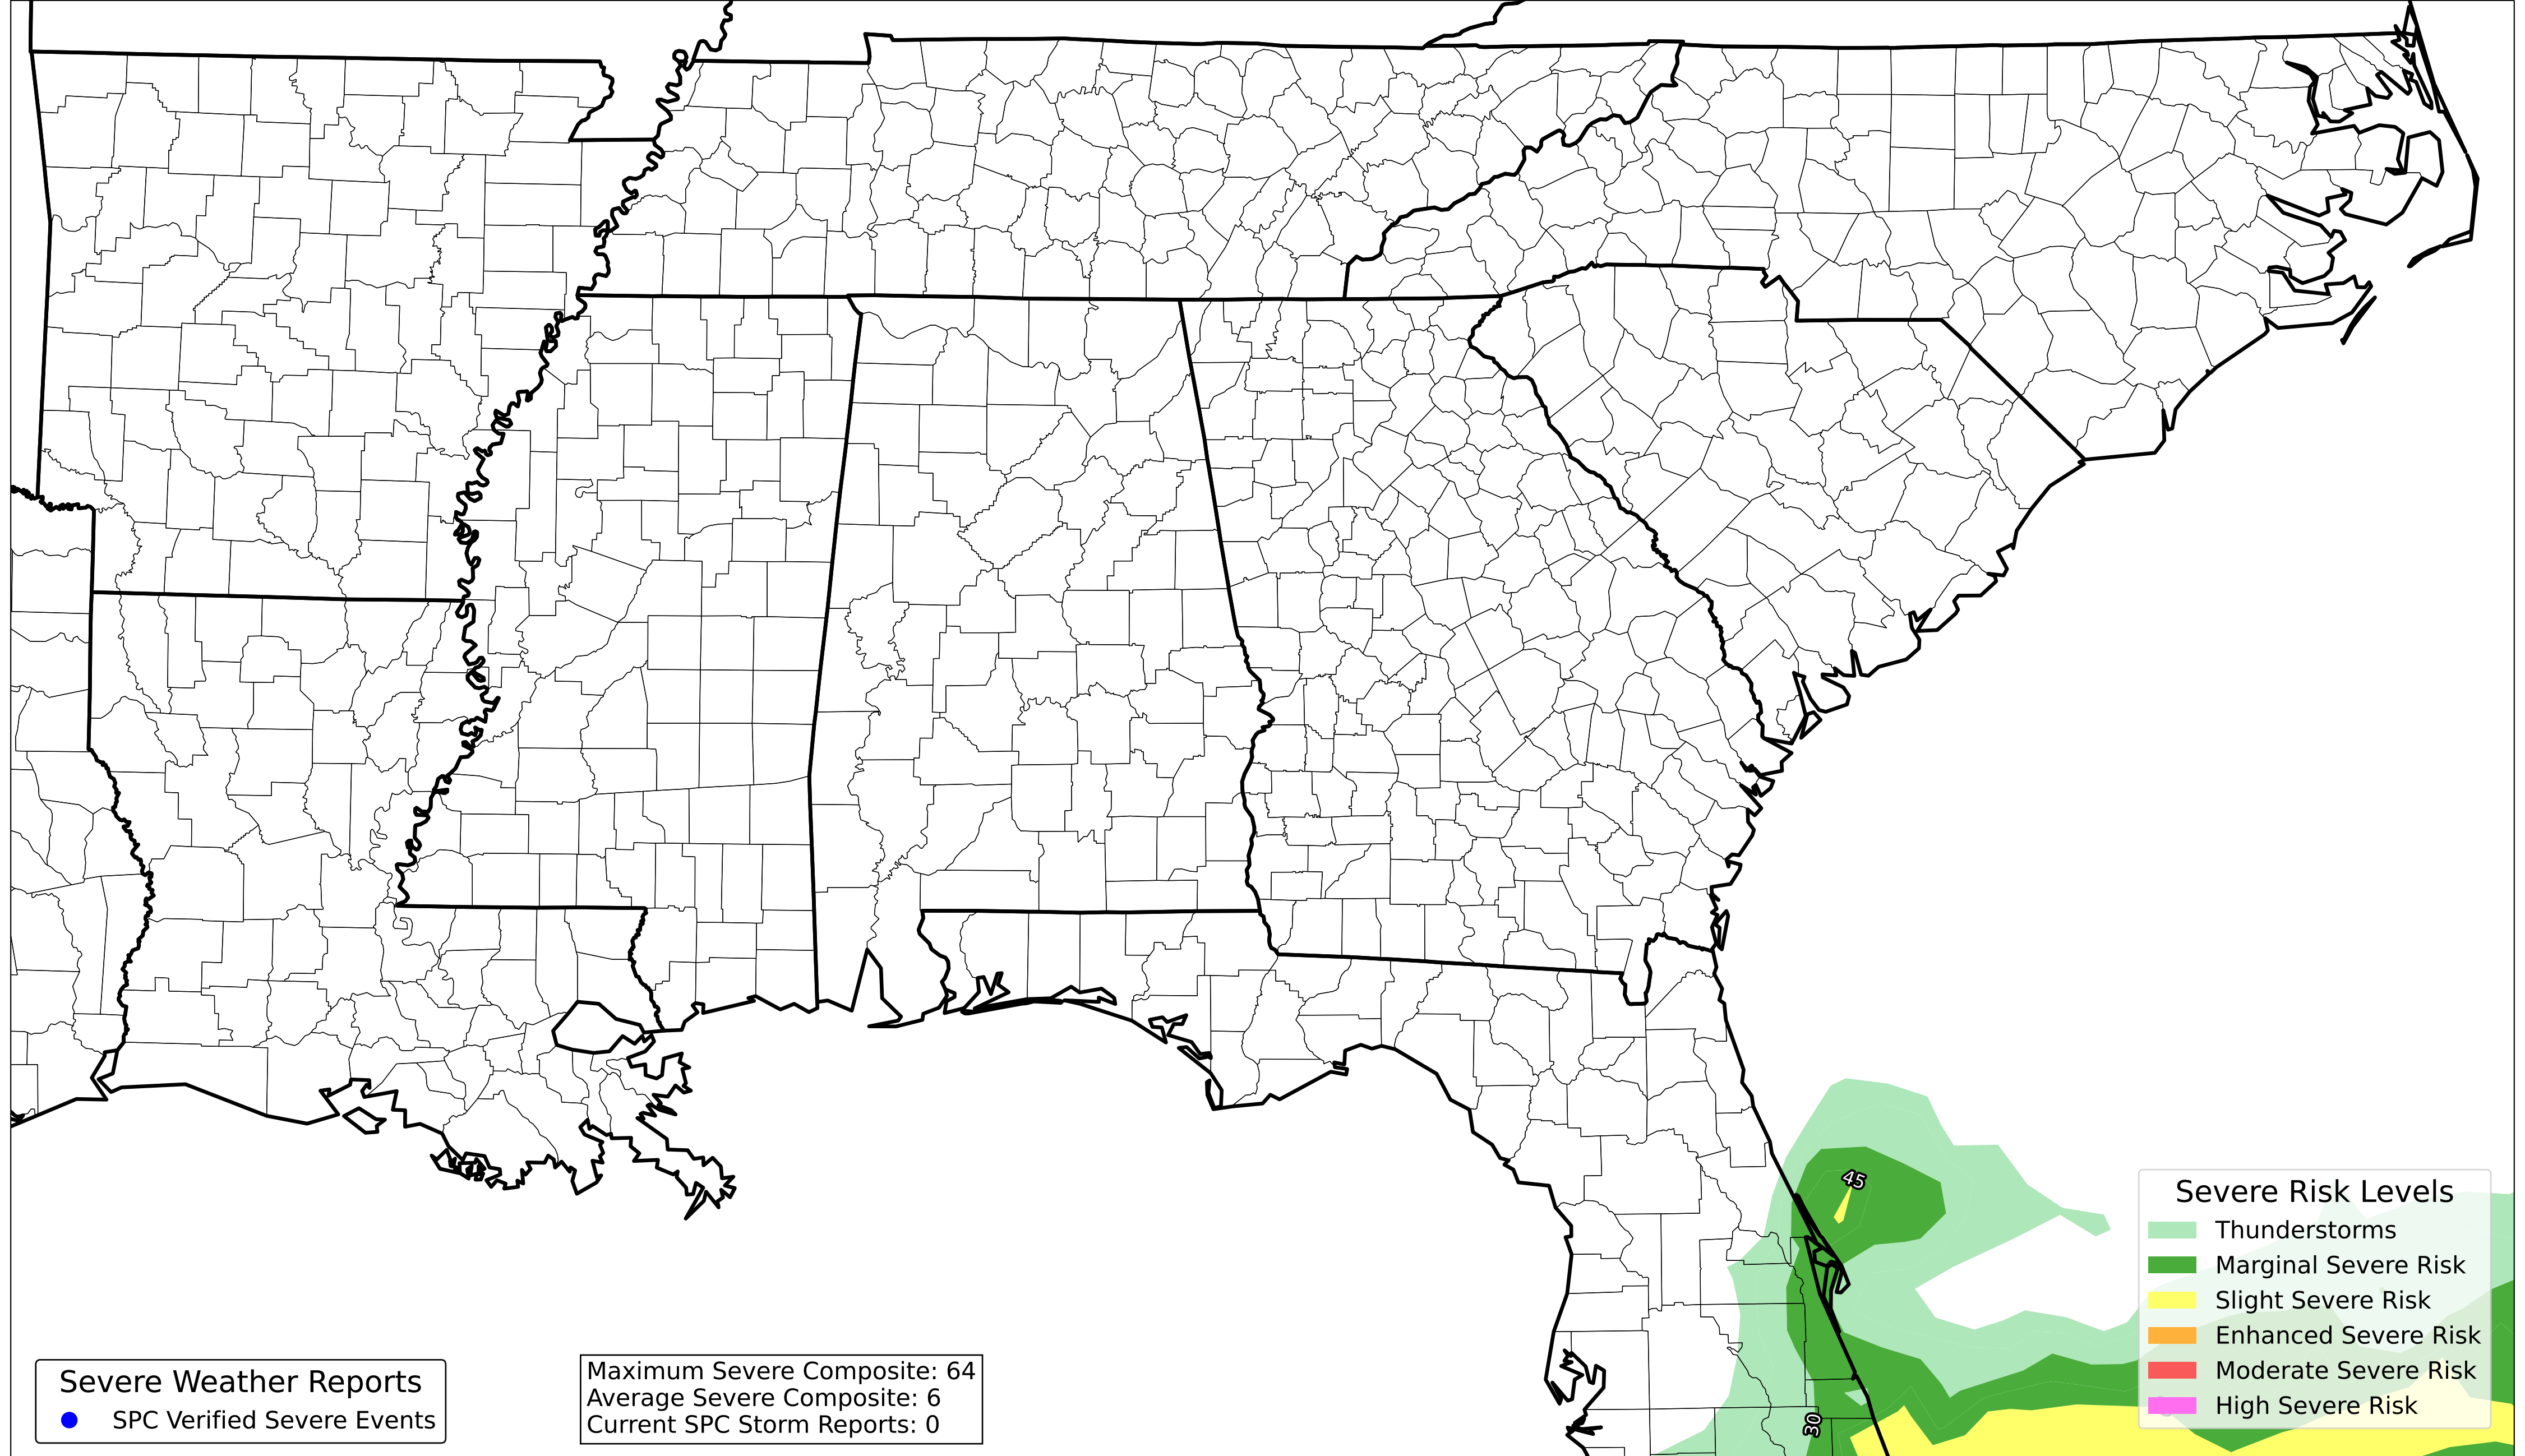 45
Severe Risk Levels
Thunderstorms
Marginal Severe Risk
Slight Severe Risk
Enhanced Severe Risk
Moderate Severe Risk
High Severe Risk
30
Severe Weather Reports
SPC Verified Severe Events
Maximum Severe Composite: 64
Average Severe Composite: 6
Current SPC Storm Reports: 0